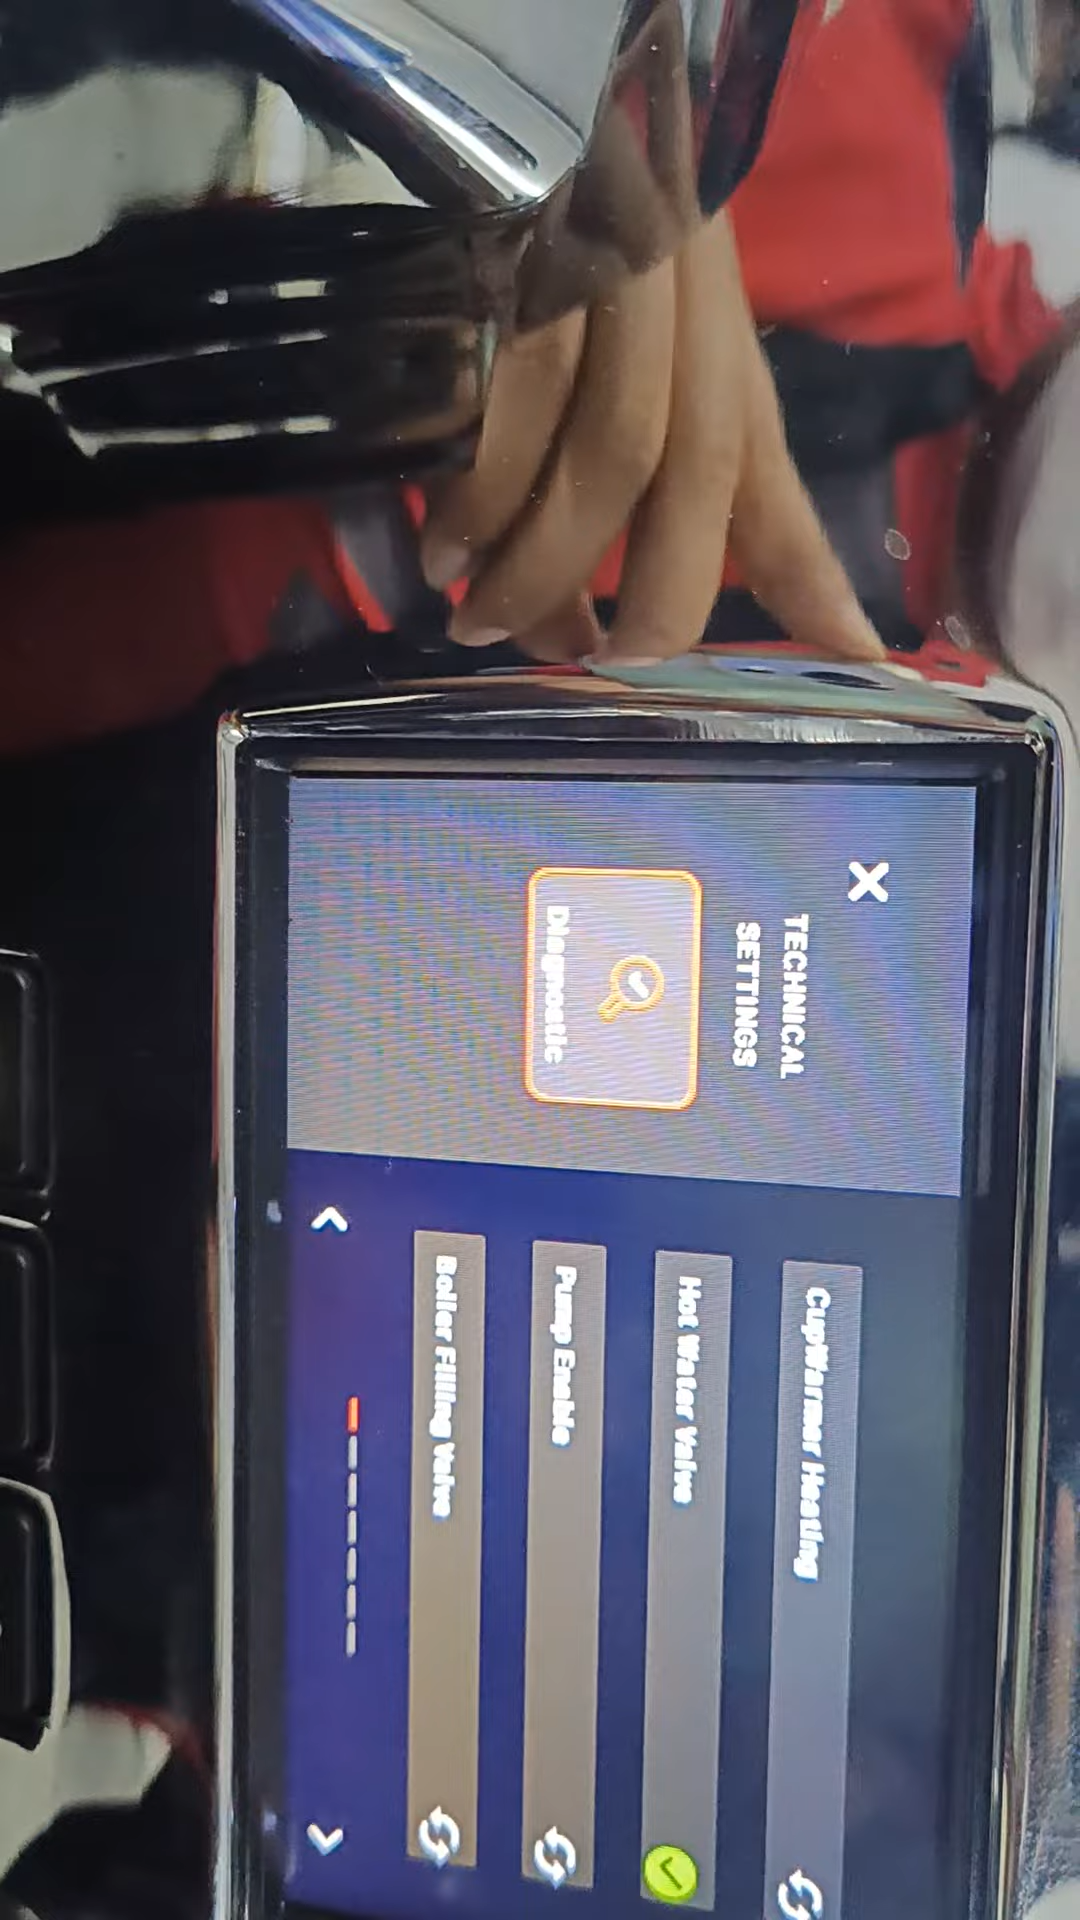 TECHNICAL
SETTINGS
Diagnostic
CupWarmer Heating
Hot Water Valve
Pump Enable
Boiler Filling Valve